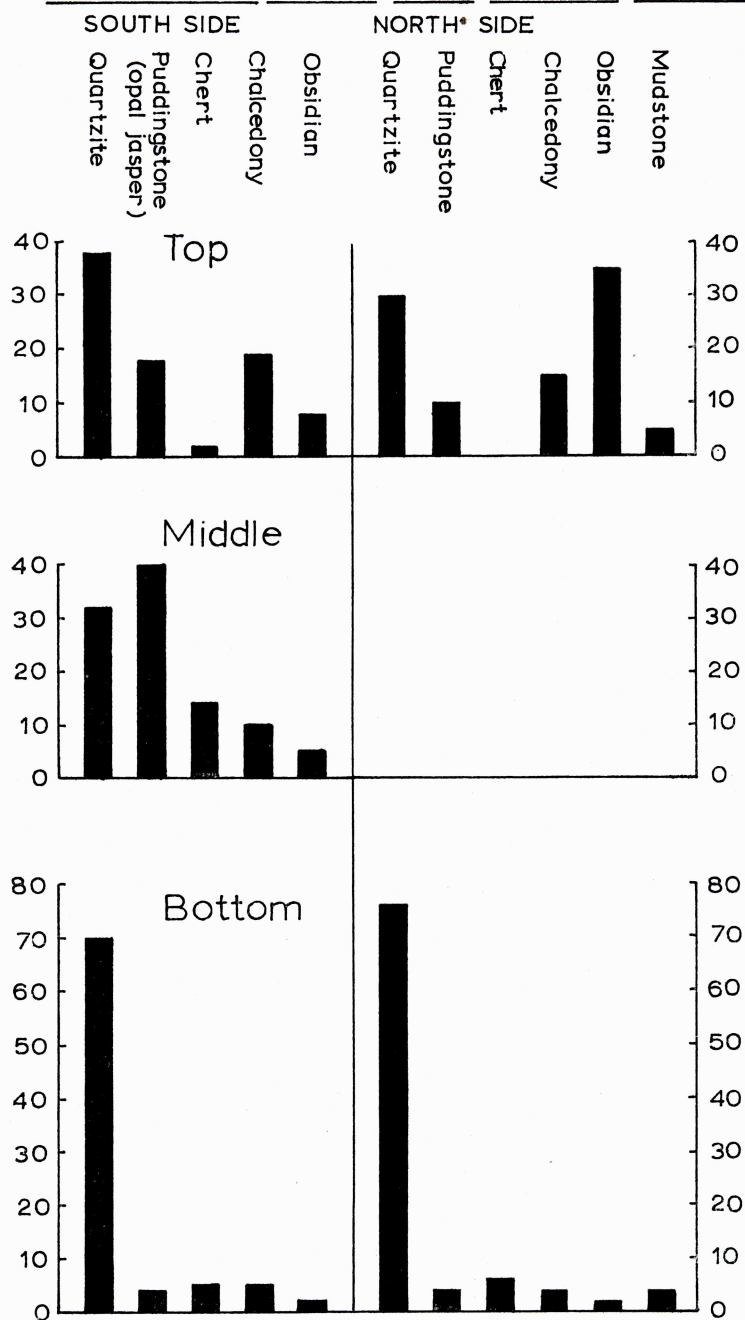 SOUTH SIDE
NORTH SIDE
Quartzite
Puddingstone
(opal jasper)
Chert
Chalcedony
Obsidian
Quartzite
Puddingstone
Chert
Chalcedony
Obsidian
Mudstone
Top
40
30
20
10
0
40
30
20
10
0
Middle
40
30
20
10
0
40
30
20
10
0
Bottom
80
70
60
50
40
30
20
10
0
80
70
60
50
40
30
20
10
0